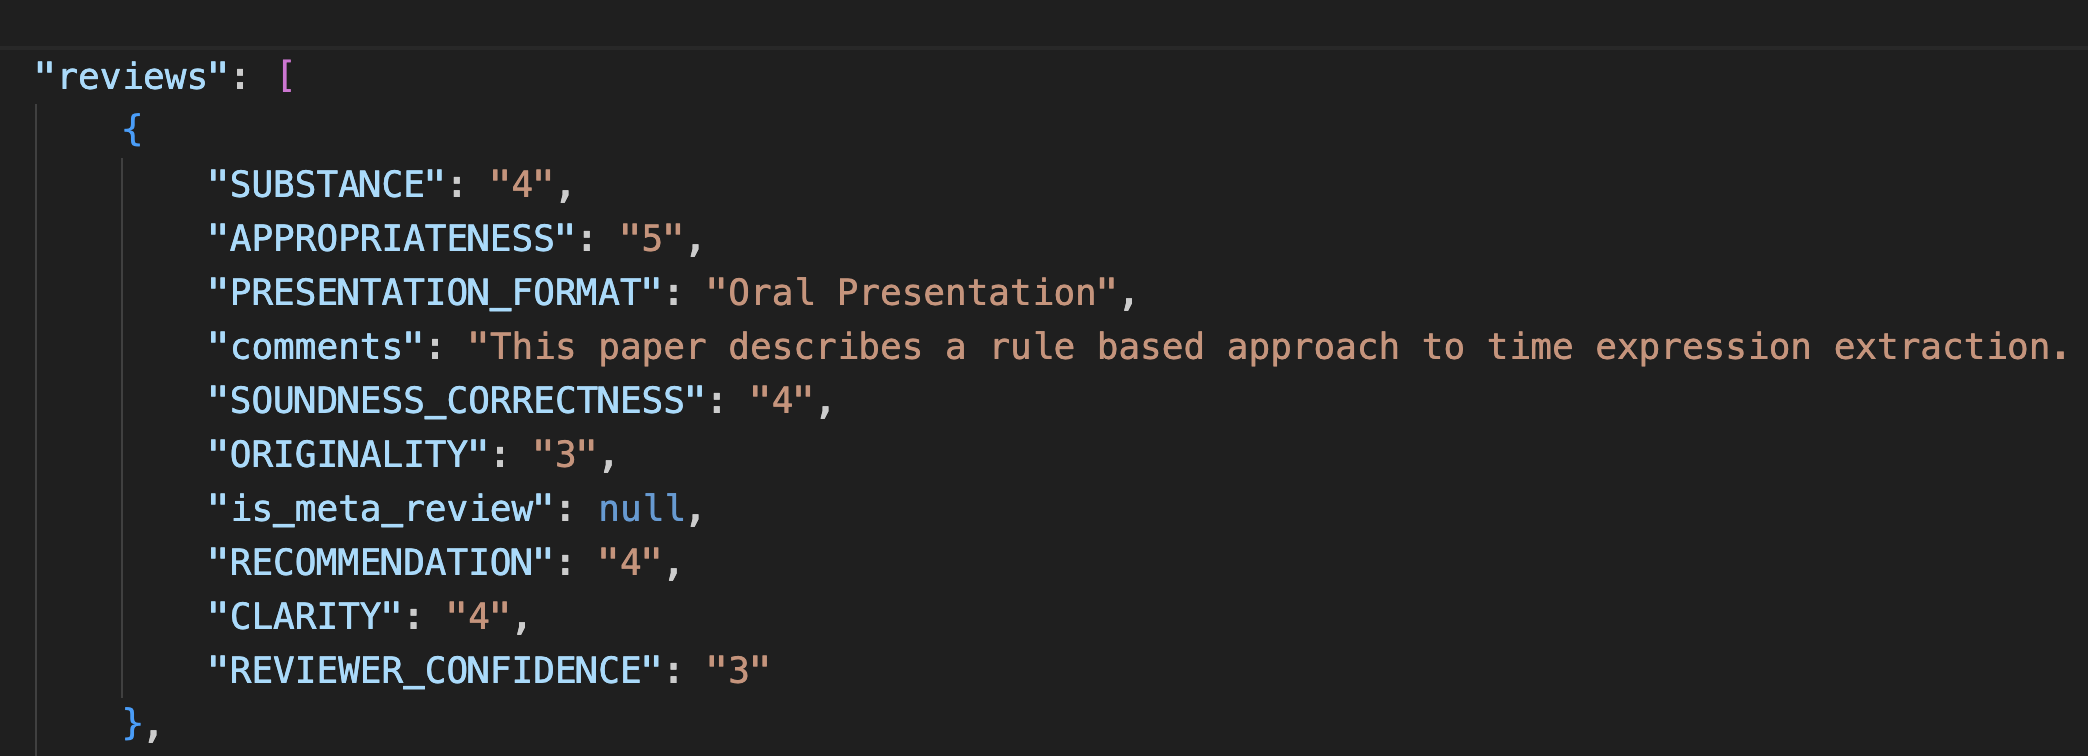 "reviews": [
{
"SUBSTANCE": "4",
"APPROPRIATENESS": "5",
"PRESENTATION_FORMAT": "Oral Presentation",
"comments": "This paper describes a rule based approach to time expression extraction.
"SOUNDNESS_CORRECTNESS": "4",
"ORIGINALITY": "3",
"is_meta_review": null,
"RECOMMENDATION": "4",
"CLARITY": "4",
"REVIEWER_CONFIDENCE": "3"
},